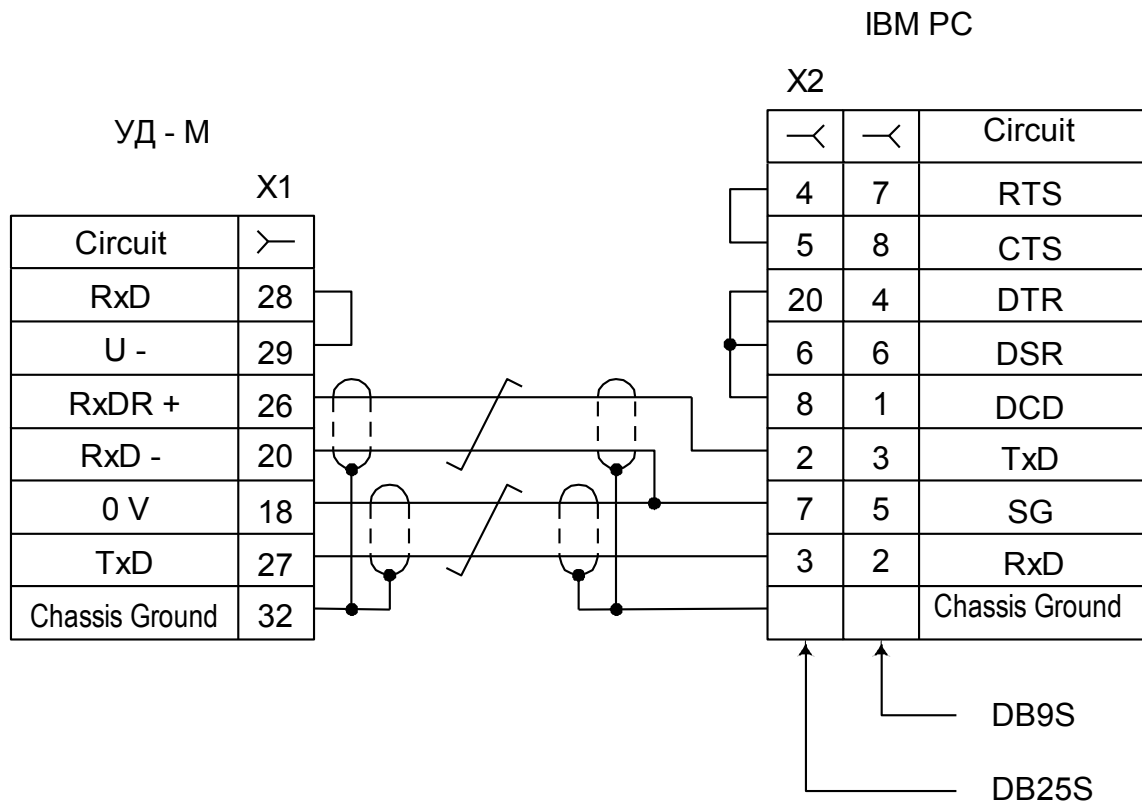 IBM PC
X2
Circuit
4 7 RTS
5 8 CTS
20 4 DTR
6 6 DSR
8 1 DCD
2 3 TxD
7 5 SG
3 2 RxD
Chassis Ground
DB9S
DB25S
УД - М
X1
Circuit
RxD 28
U - 29
RxDR + 26
RxD - 20
0 V 18
TxD 27
Chassis Ground 32